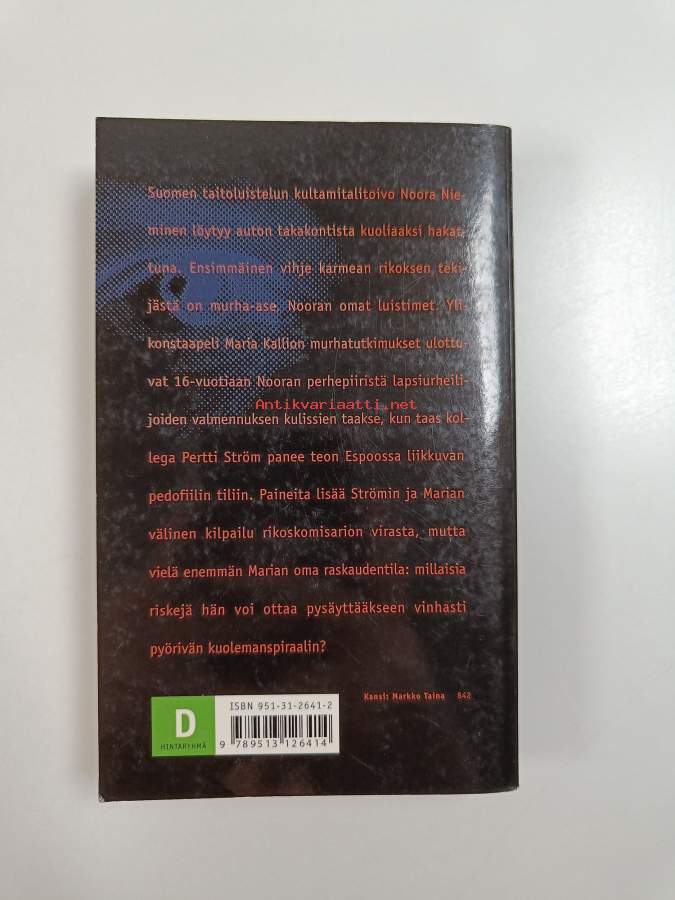 Suomen taitoluistelun kultamitalitoivo Noora Nie-
minen löytyy auton takakontista kuoliaaksi hakat-
tuna. Ensimmäinen vihje karmean rikoksen teki-
jästä on murha-ase, Nooran omat luistimet. Yli-
konstaapeli Maria Kallion murhatutkimukset ulottu-
vat 16-vuotiaan Nooran perhepiiristä lapsiurheili-
Antikvariaatti.net
joiden valmennuksen kulissien taakse, kun taas kol-
lega Pertti Ström panee teon Espoossa liikkuvan
pedofiilin tiliin. Paineita lisää Strömin ja Marian
välinen kilpailu rikoskomisarion virasta, mutta
vielä enemmän Marian oma raskaudentila: millaisia
riskejä hän voi ottaa pysäyttääkseen vinhasti
pyörivän kuolemanspiraalin?
Kansi: Markko Taina 842
D
HINTARYHMÄ
ISBN 951-31-2641-2
9 789513 126414